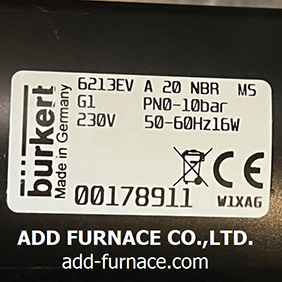 burkert
Made in Germany
6213EV A 20 NBR MS
G1 PN0-10bar
230V 50-60Hz16W
CE
00178911 W1XAG
ADD FURNACE CO.,LTD.
add-furnace.com